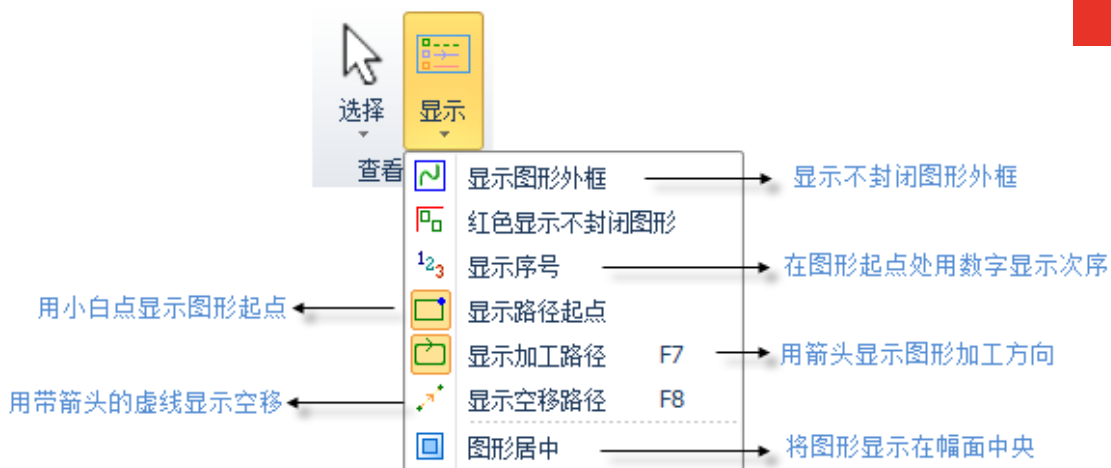 选择 显示
查看
显示图形外框 显示不封闭图形外框
红色显示不封闭图形
123 显示序号 在图形起点处用数字显示次序
用小白点显示图形起点 显示路径起点
显示加工路径 F7 用箭头显示图形加工方向
用带箭头的虚线显示空移 显示空移路径 F8
图形居中 将图形显示在幅面中央